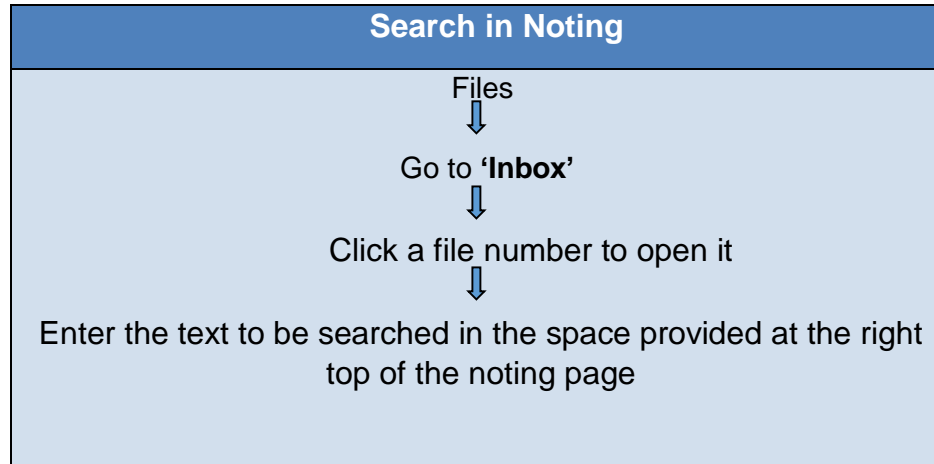 Search in Noting
Files
Go to ‘Inbox’
Click a file number to open it
Enter the text to be searched in the space provided at the right
top of the noting page